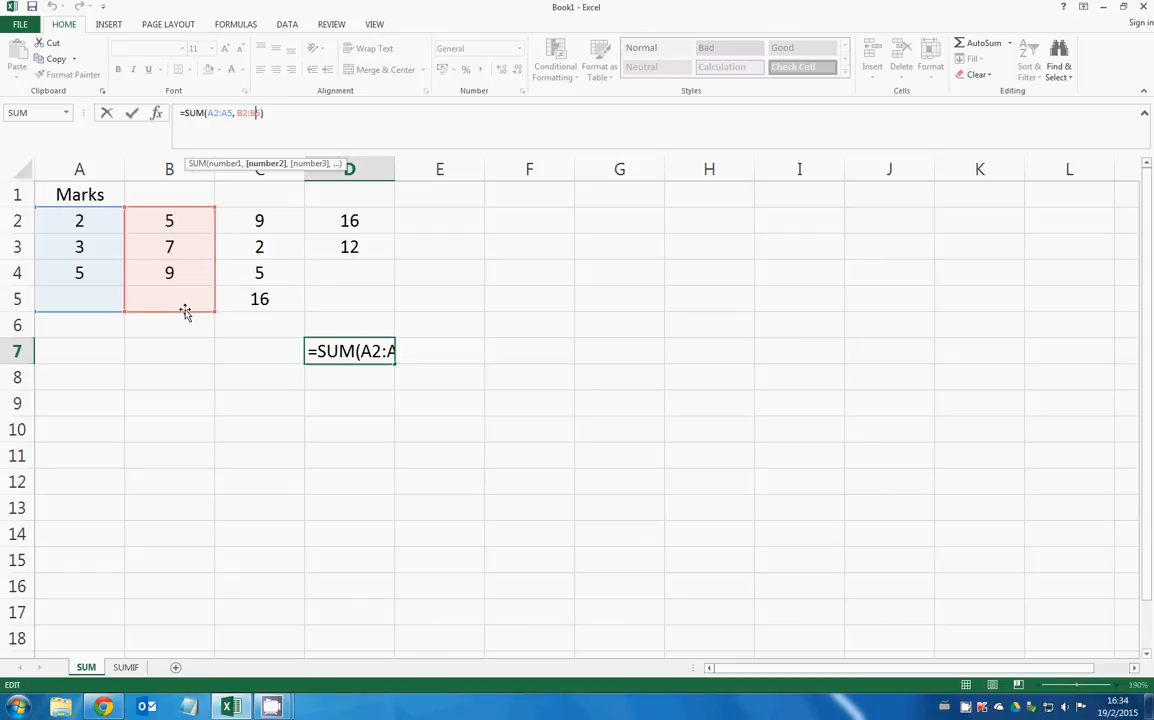 Book1 - Excel
FILE HOME INSERT PAGE LAYOUT FORMULAS DATA REVIEW VIEW Sign in
Cut
Copy
Format Painter
Paste
Clipboard
11
A A
B I U
A
Font
Wrap Text
Merge & Center
Alignment
General
% ,
Number
Conditional Formatting
Format as Table
Normal Bad Good
Neutral Calculation Check Cell
Styles
Insert Delete Format
Cells
AutoSum
Fill
Clear
Sort & Filter
Find & Select
Editing
SUM =SUM(A2:A5, B2:B5)
SUM(number1, [number2], [number3], ...)
A B C D E F G H I J K L
1 Marks
2 2 5 9 16
3 3 7 2 12
4 5 9 5
5 16
6
7 =SUM(A2:A
8
9
10
11
12
13
14
15
16
17
18
SUM SUMIF
EDIT 190%
16:34
19/2/2015